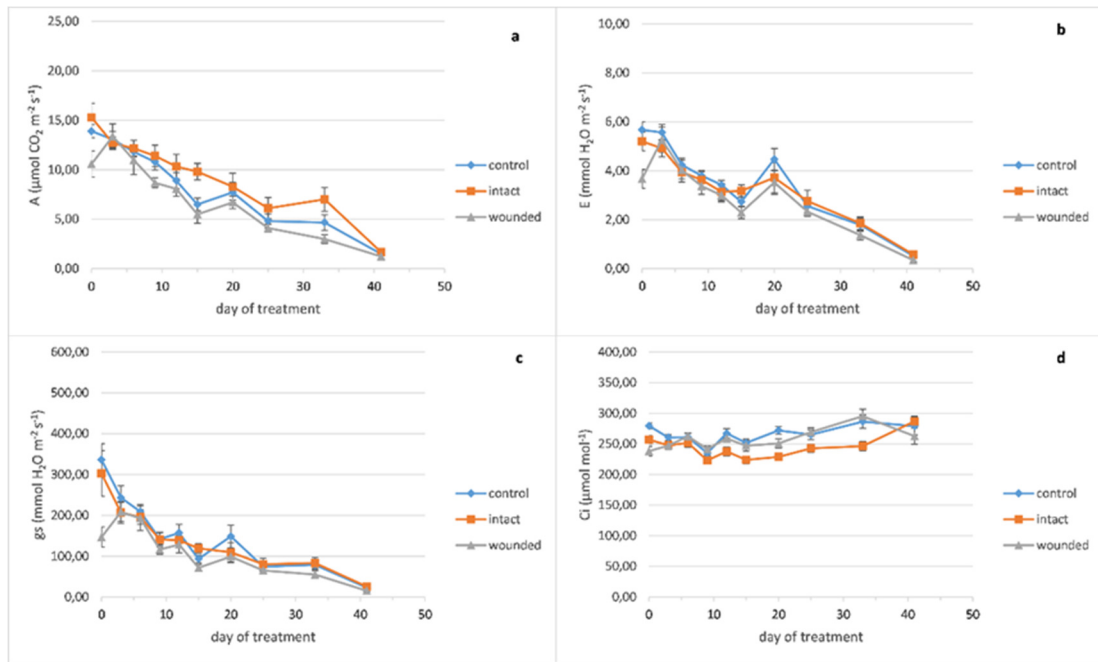 a
25,00
20,00
15,00
10,00
5,00
0,00
A (µmol CO2 m-2 s-1)
0 10 20 30 40 50
day of treatment
control
intact
wounded
b
10,00
8,00
6,00
4,00
2,00
0,00
E (mmol H2O m-2 s-1)
0 10 20 30 40 50
day of treatment
control
intact
wounded
c
600,00
500,00
400,00
300,00
200,00
100,00
0,00
gs (mmol H2O m-2 s-1)
0 10 20 30 40 50
day of treatment
control
intact
wounded
d
400,00
350,00
300,00
250,00
200,00
150,00
100,00
50,00
0,00
Ci (µmol mol-1)
0 10 20 30 40 50
day of treatment
control
intact
wounded